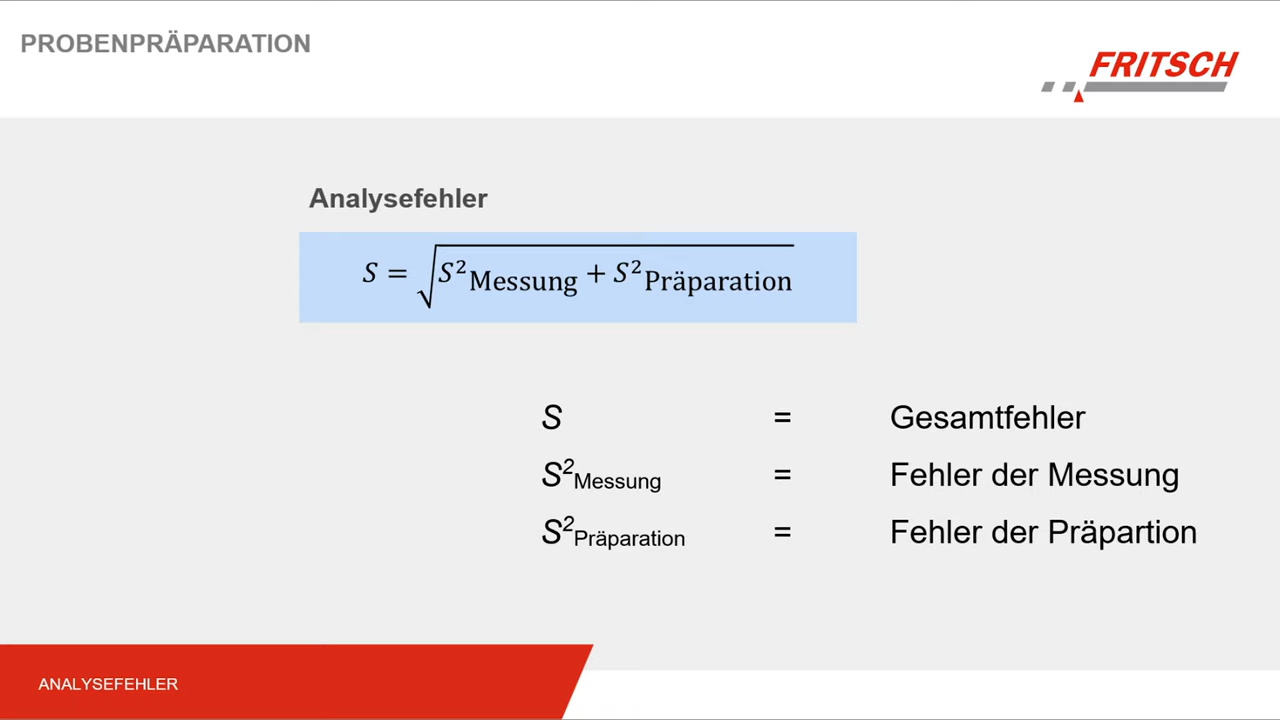 PROBENPRÄPARATION
FRITSCH
Analysefehler
S = √S²Messung + S²Präparation
S = Gesamtfehler
S²Messung = Fehler der Messung
S²Präparation = Fehler der Präpartion
ANALYSEFEHLER